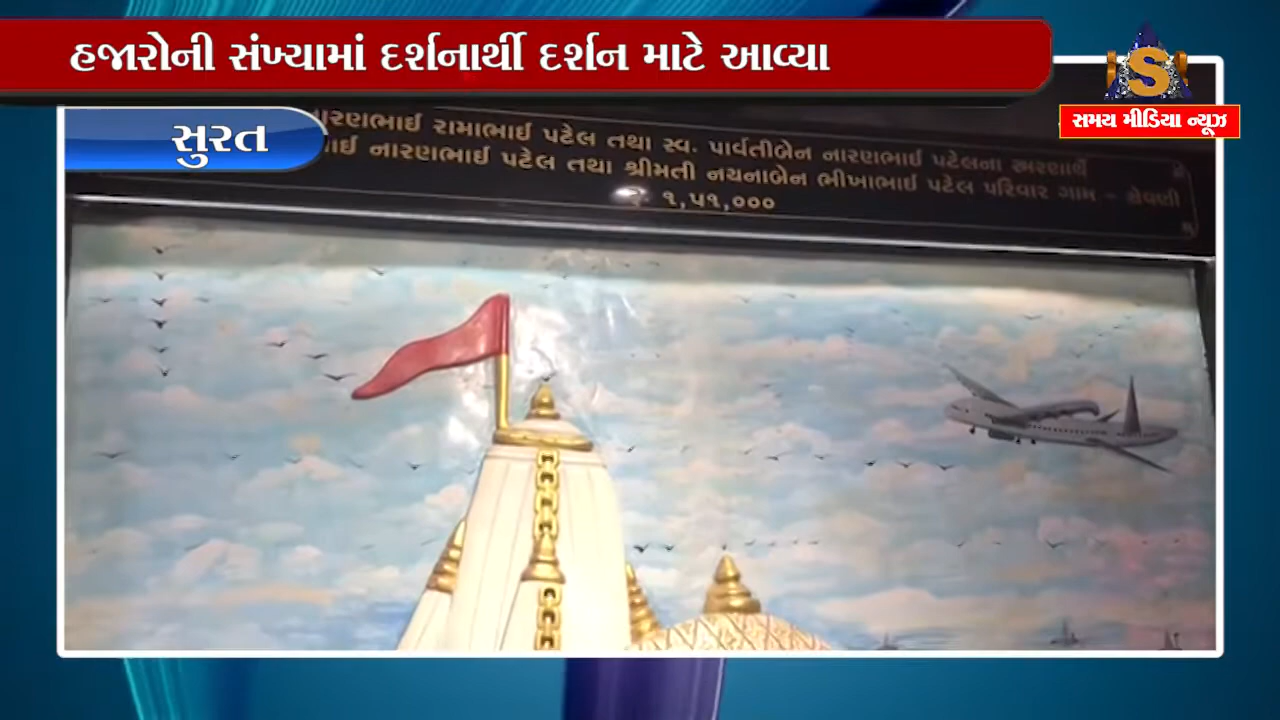 હજારોની સંખ્યામાં દર્શનાર્થી દર્શન માટે આવ્યા
S
સમય મીડિયા ન્યૂઝ
સુરત
રણભાઈ રામાભાઈ પટેલ તથા સ્વ. પાર્વતીબેન નારણભાઈ પટેલના સ્મરણાર્થે
ભાઈ નારણભાઈ પટેલ તથા શ્રીમતી નયનાબેન ભીખાભાઈ પટેલ પરિવાર ગામ -
૧,૫૧,૦૦૦